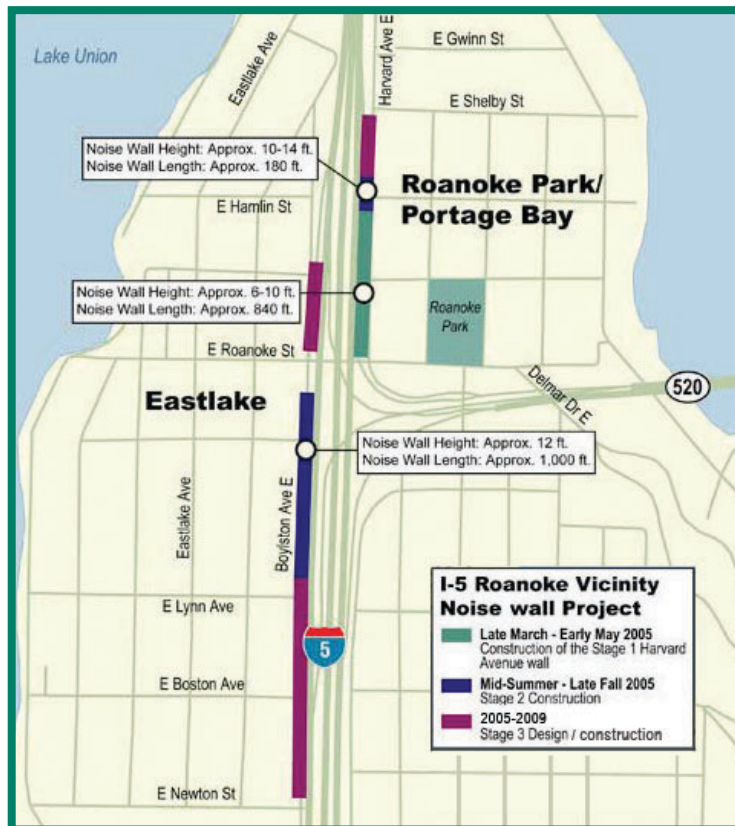 Lake Union
Eastlake Ave
Harvard Ave E
E Gwinn St
E Shelby St
Noise Wall Height: Approx. 10-14 ft.
Noise Wall Length: Approx. 180 ft.
Roanoke Park/
Portage Bay
E Hamlin St
Noise Wall Height: Approx. 6-10 ft.
Noise Wall Length: Approx. 840 ft.
Roanoke
Park
E Roanoke St
Delmar Dr E
520
Eastlake
Noise Wall Height: Approx. 12 ft.
Noise Wall Length: Approx. 1,000 ft.
Eastlake Ave
Boylston Ave E
E Lynn Ave
5
E Boston Ave
E Newton St
I-5 Roanoke Vicinity
Noise wall Project
Late March - Early May 2005
Construction of the Stage 1 Harvard
Avenue wall
Mid-Summer - Late Fall 2005
Stage 2 Construction
2005-2009
Stage 3 Design / construction